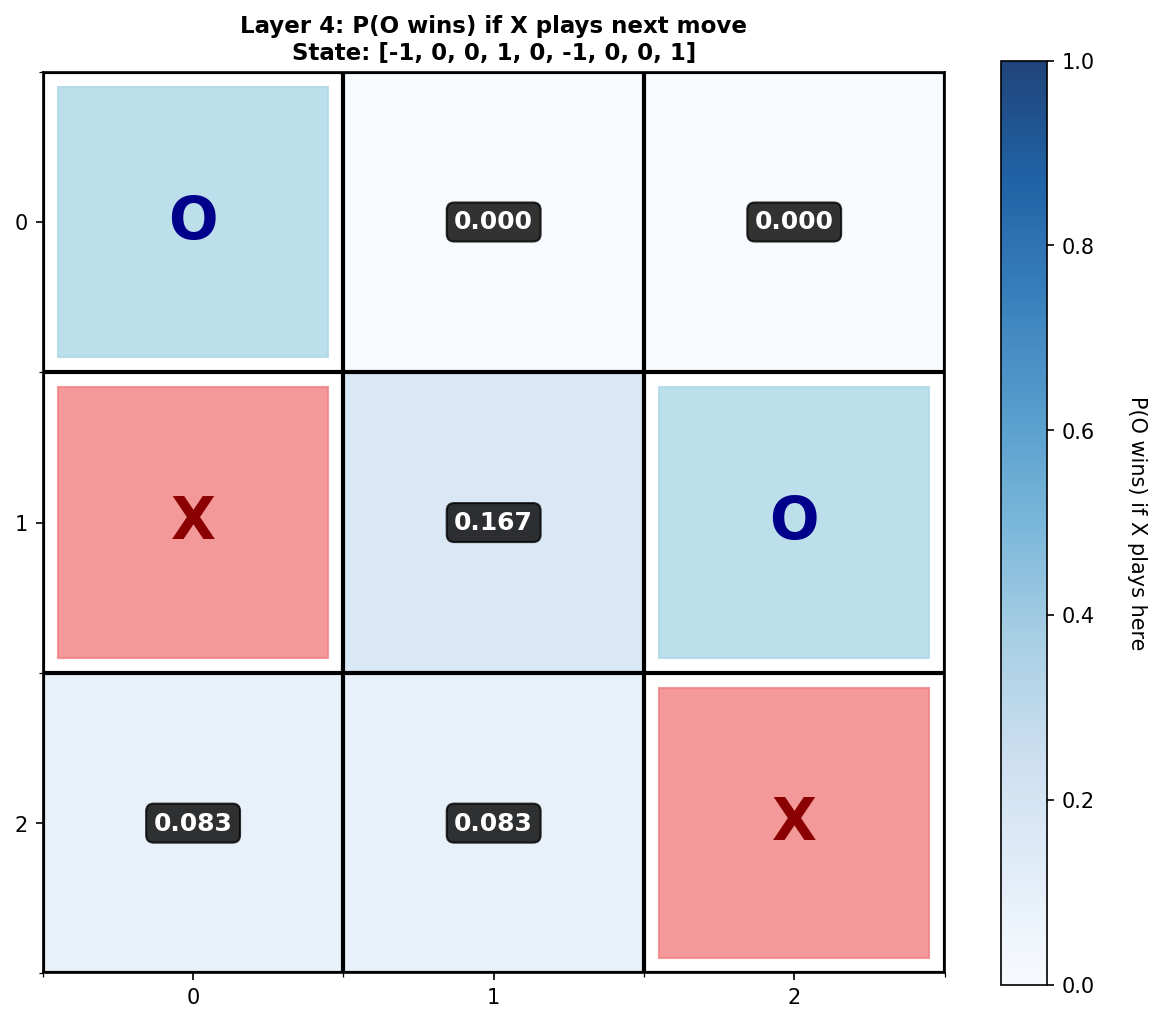 Layer 4: P(O wins) if X plays next move
State: [-1, 0, 0, 1, 0, -1, 0, 0, 1]
0
O
0.000
0.000
1
X
0.167
O
2
0.083
0.083
X
0
1
2
1.0
0.8
0.6
0.4
0.2
0.0
P(O wins) if X plays here